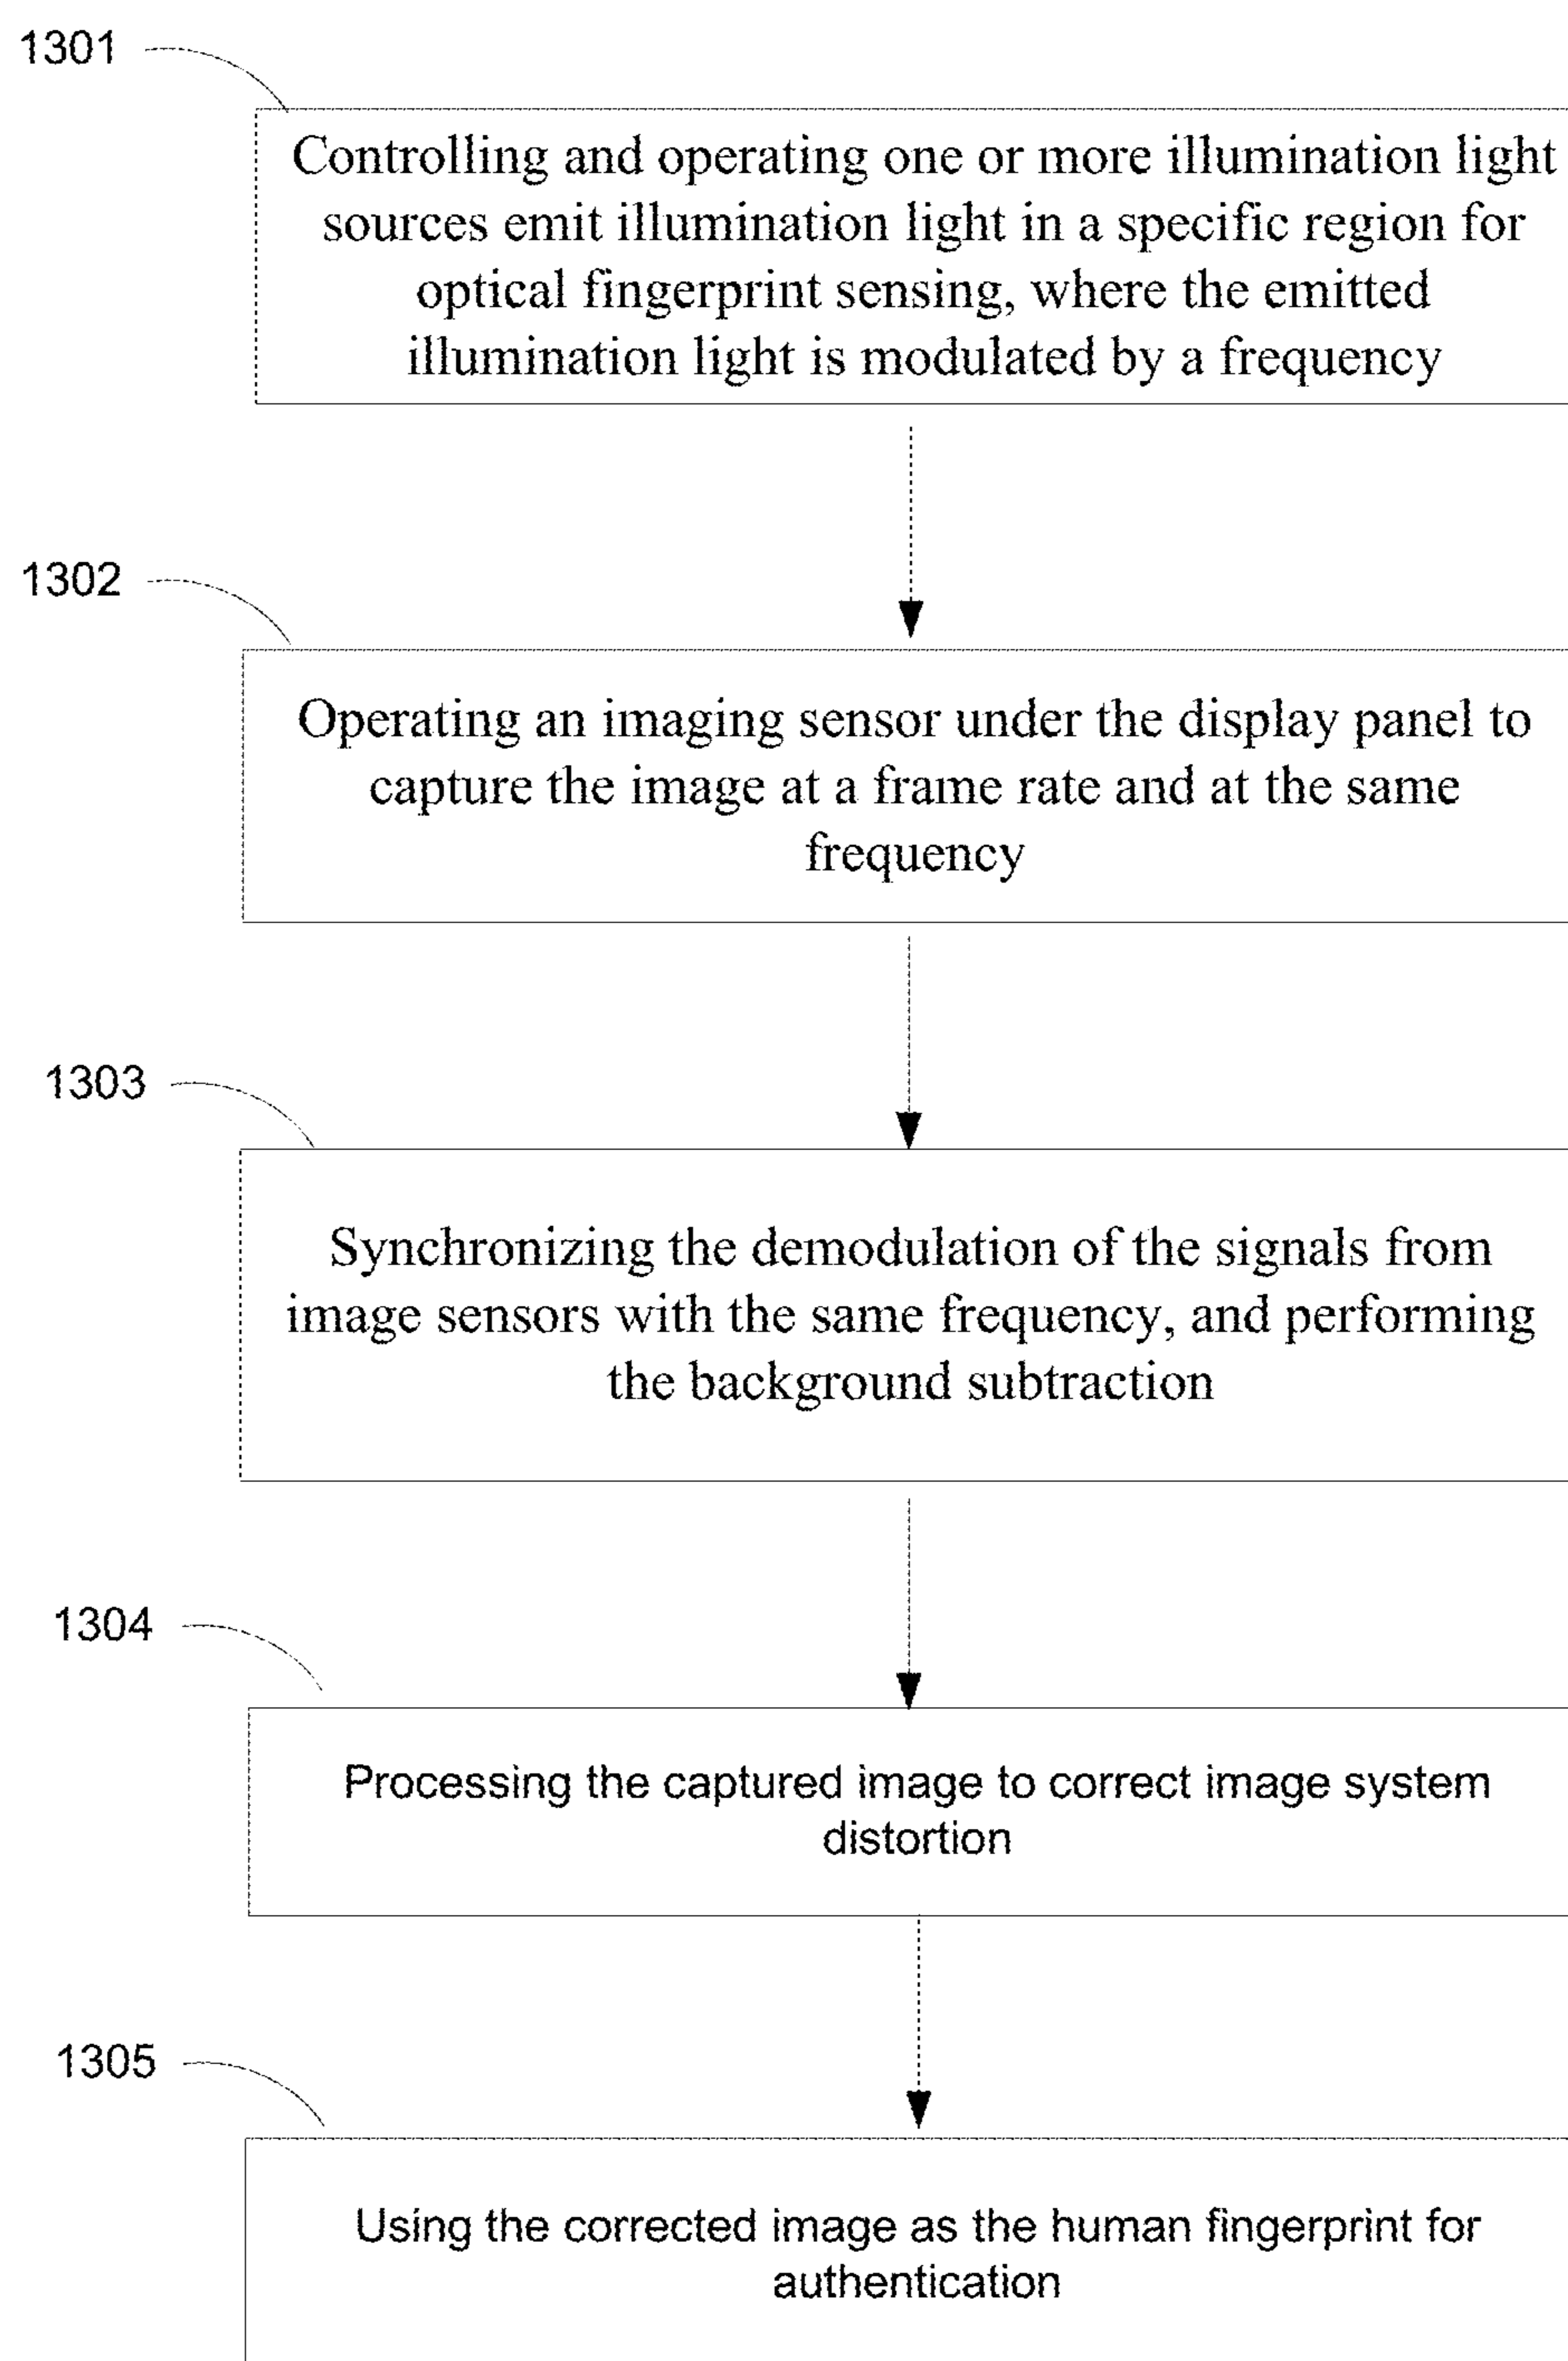 1301
Controlling and operating one or more illumination light
sources emit illumination light in a specific region for
optical fingerprint sensing, where the emitted
illumination light is modulated by a frequency
1302
Operating an imaging sensor under the display panel to
capture the image at a frame rate and at the same
frequency
1303
Synchronizing the demodulation of the signals from
image sensors with the same frequency, and performing
the background subtraction
1304
Processing the captured image to correct image system
distortion
1305
Using the corrected image as the human fingerprint for
authentication